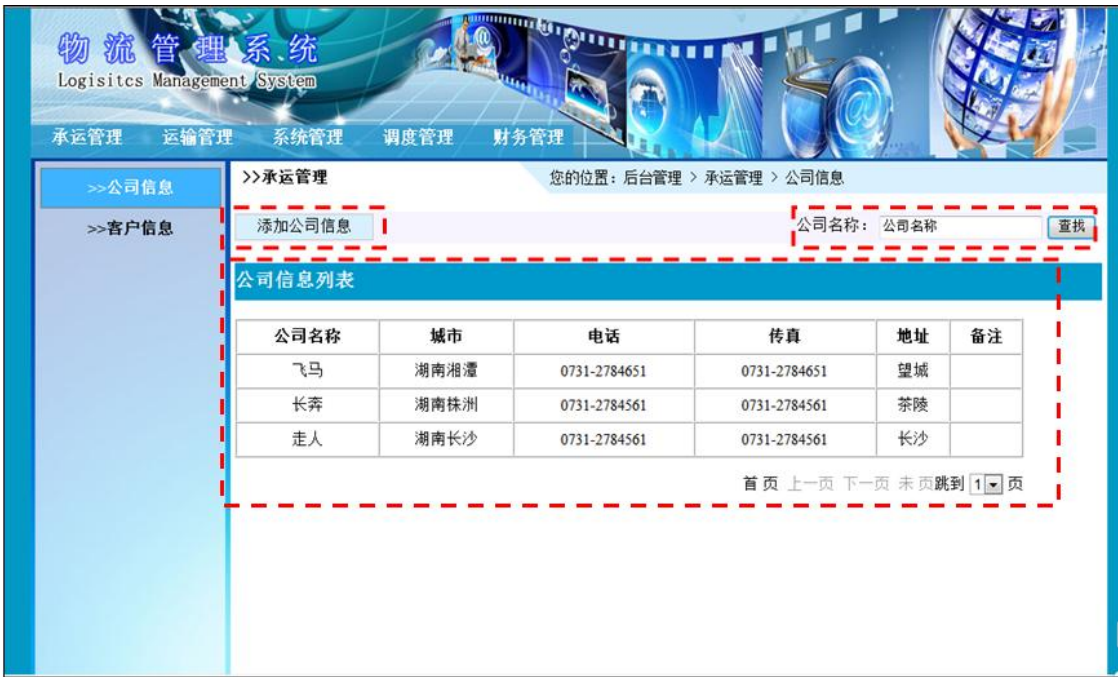 物流管理系统
Logisitcs Management System
承运管理 运输管理 系统管理 调度管理 财务管理
>>公司信息
>>客户信息
>>承运管理 您的位置：后台管理 > 承运管理 > 公司信息
添加公司信息 公司名称： 公司名称 查找
公司信息列表
公司名称 城市 电话 传真 地址 备注
飞马 湖南湘潭 0731-2784651 0731-2784651 望城
长奔 湖南株洲 0731-2784561 0731-2784561 茶陵
走人 湖南长沙 0731-2784561 0731-2784561 长沙
首页 上一页 下一页 未页跳到 1 页